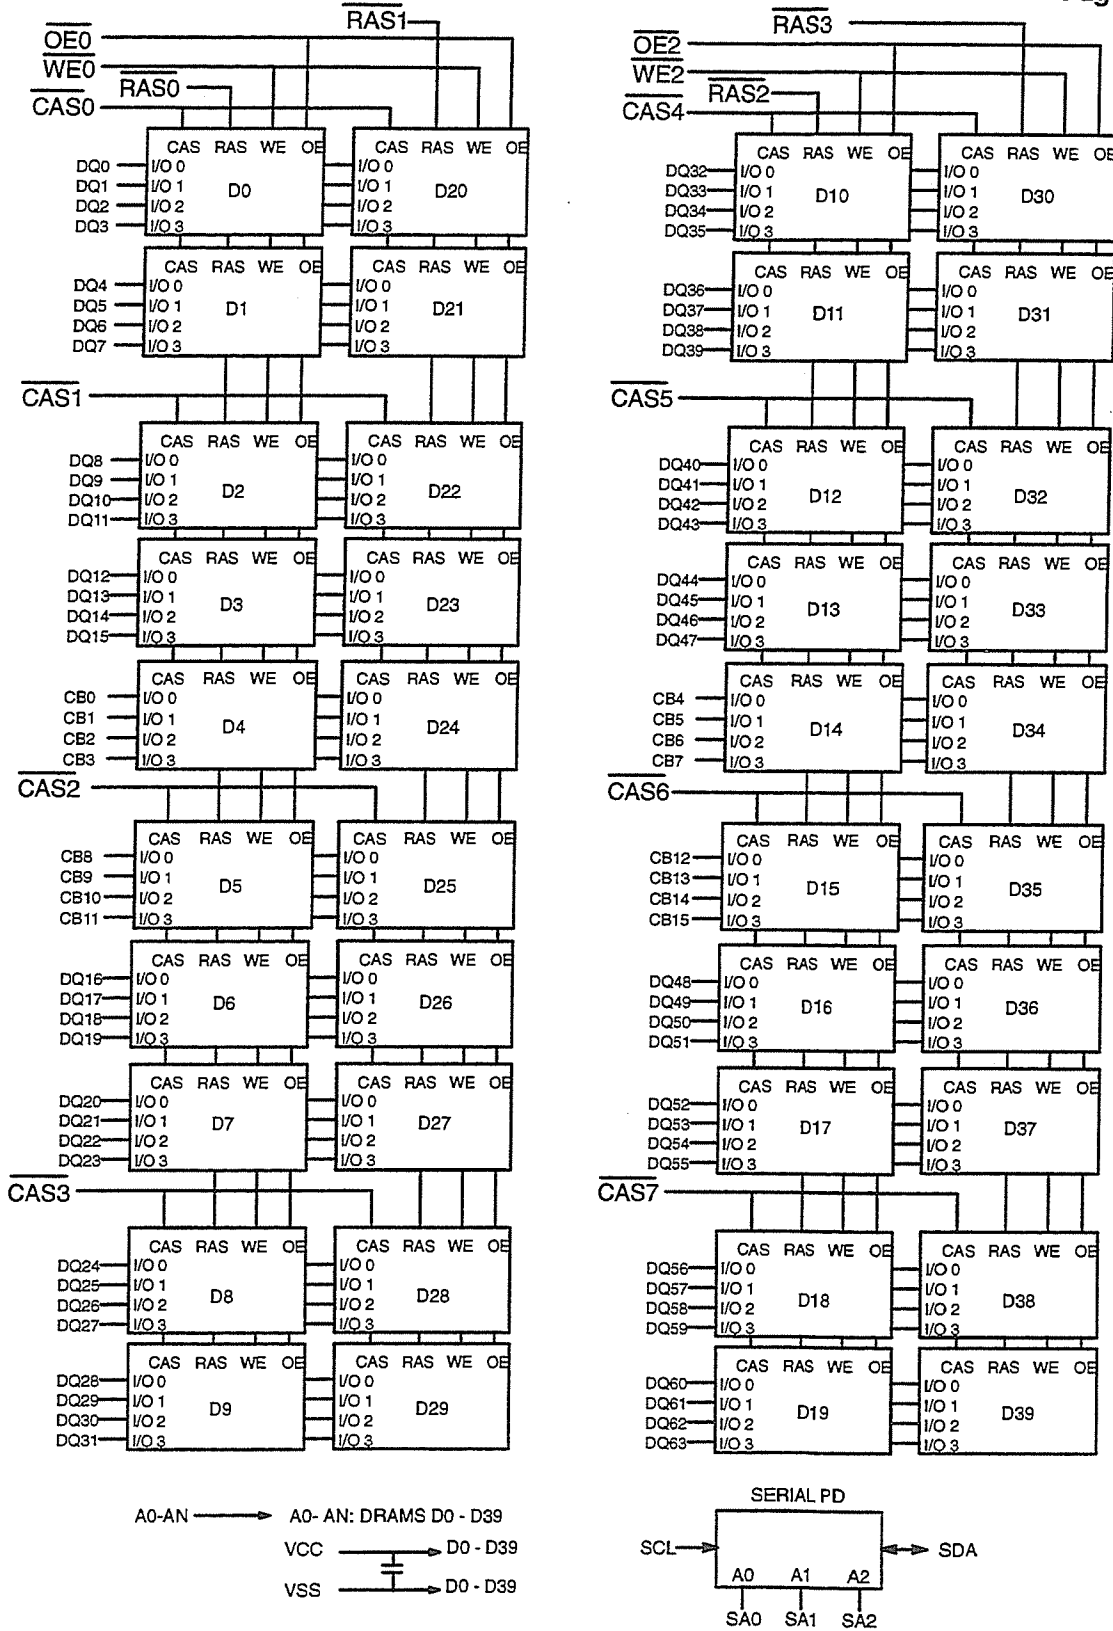 RAS1
OE0
WE0
RAS0
CAS0
CAS RAS WE OE CAS RAS WE OE
DQ0 I/O 0 I/O 0
DQ1 I/O 1 D0 I/O 1 D20
DQ2 I/O 2 I/O 2
DQ3 I/O 3 I/O 3
CAS RAS WE OE CAS RAS WE OE
DQ4 I/O 0 I/O 0
DQ5 I/O 1 D1 I/O 1 D21
DQ6 I/O 2 I/O 2
DQ7 I/O 3 I/O 3
CAS1
CAS RAS WE OE CAS RAS WE OE
DQ8 I/O 0 I/O 0
DQ9 I/O 1 D2 I/O 1 D22
DQ10 I/O 2 I/O 2
DQ11 I/O 3 I/O 3
CAS RAS WE OE CAS RAS WE OE
DQ12 I/O 0 I/O 0
DQ13 I/O 1 D3 I/O 1 D23
DQ14 I/O 2 I/O 2
DQ15 I/O 3 I/O 3
CAS RAS WE OE CAS RAS WE OE
CB0 I/O 0 I/O 0
CB1 I/O 1 D4 I/O 1 D24
CB2 I/O 2 I/O 2
CB3 I/O 3 I/O 3
CAS2
CAS RAS WE OE CAS RAS WE OE
CB8 I/O 0 I/O 0
CB9 I/O 1 D5 I/O 1 D25
CB10 I/O 2 I/O 2
CB11 I/O 3 I/O 3
CAS RAS WE OE CAS RAS WE OE
DQ16 I/O 0 I/O 0
DQ17 I/O 1 D6 I/O 1 D26
DQ18 I/O 2 I/O 2
DQ19 I/O 3 I/O 3
CAS RAS WE OE CAS RAS WE OE
DQ20 I/O 0 I/O 0
DQ21 I/O 1 D7 I/O 1 D27
DQ22 I/O 2 I/O 2
DQ23 I/O 3 I/O 3
CAS3
CAS RAS WE OE CAS RAS WE OE
DQ24 I/O 0 I/O 0
DQ25 I/O 1 D8 I/O 1 D28
DQ26 I/O 2 I/O 2
DQ27 I/O 3 I/O 3
CAS RAS WE OE CAS RAS WE OE
DQ28 I/O 0 I/O 0
DQ29 I/O 1 D9 I/O 1 D29
DQ30 I/O 2 I/O 2
DQ31 I/O 3 I/O 3
RAS3
OE2
WE2
RAS2
CAS4
CAS RAS WE OE CAS RAS WE OE
DQ32 I/O 0 I/O 0
DQ33 I/O 1 D10 I/O 1 D30
DQ34 I/O 2 I/O 2
DQ35 I/O 3 I/O 3
CAS RAS WE OE CAS RAS WE OE
DQ36 I/O 0 I/O 0
DQ37 I/O 1 D11 I/O 1 D31
DQ38 I/O 2 I/O 2
DQ39 I/O 3 I/O 3
CAS5
CAS RAS WE OE CAS RAS WE OE
DQ40 I/O 0 I/O 0
DQ41 I/O 1 D12 I/O 1 D32
DQ42 I/O 2 I/O 2
DQ43 I/O 3 I/O 3
CAS RAS WE OE CAS RAS WE OE
DQ44 I/O 0 I/O 0
DQ45 I/O 1 D13 I/O 1 D33
DQ46 I/O 2 I/O 2
DQ47 I/O 3 I/O 3
CAS RAS WE OE CAS RAS WE OE
CB4 I/O 0 I/O 0
CB5 I/O 1 D14 I/O 1 D34
CB6 I/O 2 I/O 2
CB7 I/O 3 I/O 3
CAS6
CAS RAS WE OE CAS RAS WE OE
CB12 I/O 0 I/O 0
CB13 I/O 1 D15 I/O 1 D35
CB14 I/O 2 I/O 2
CB15 I/O 3 I/O 3
CAS RAS WE OE CAS RAS WE OE
DQ48 I/O 0 I/O 0
DQ49 I/O 1 D16 I/O 1 D36
DQ50 I/O 2 I/O 2
DQ51 I/O 3 I/O 3
CAS RAS WE OE CAS RAS WE OE
DQ52 I/O 0 I/O 0
DQ53 I/O 1 D17 I/O 1 D37
DQ54 I/O 2 I/O 2
DQ55 I/O 3 I/O 3
CAS7
CAS RAS WE OE CAS RAS WE OE
DQ56 I/O 0 I/O 0
DQ57 I/O 1 D18 I/O 1 D38
DQ58 I/O 2 I/O 2
DQ59 I/O 3 I/O 3
CAS RAS WE OE CAS RAS WE OE
DQ60 I/O 0 I/O 0
DQ61 I/O 1 D19 I/O 1 D39
DQ62 I/O 2 I/O 2
DQ63 I/O 3 I/O 3
A0-AN A0- AN: DRAMS D0 - D39
VCC D0 - D39
VSS D0 - D39
SERIAL PD
SCL SDA
A0 A1 A2
SA0 SA1 SA2